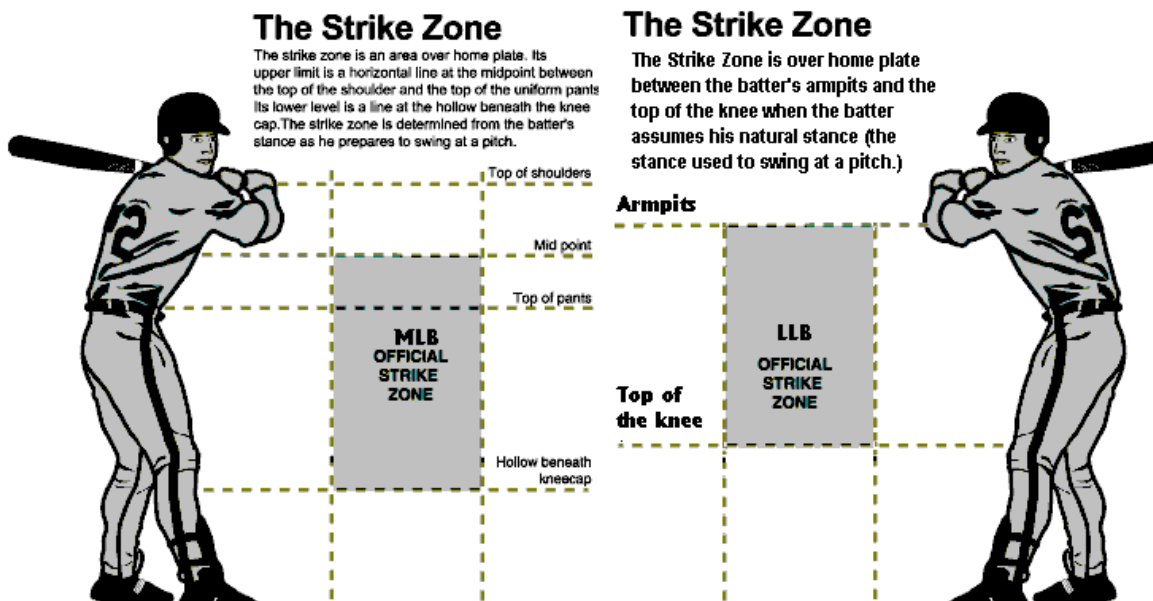 The Strike Zone
The strike zone is an area over home plate. Its
upper limit is a horizontal line at the midpoint between
the top of the shoulder and the top of the uniform pants
Its lower level is a line at the hollow beneath the knee
cap.The strike zone is determined from the batter's
stance as he prepares to swing at a pitch.
Top of shoulders
Mid point
Top of pants
MLB
OFFICIAL
STRIKE
ZONE
Hollow beneath
kneecap
2
The Strike Zone
The Strike Zone is over home plate
between the batter's armpits and the
top of the knee when the batter
assumes his natural stance (the
stance used to swing at a pitch.)
Armpits
LLB
OFFICIAL
STRIKE
ZONE
Top of
the knee